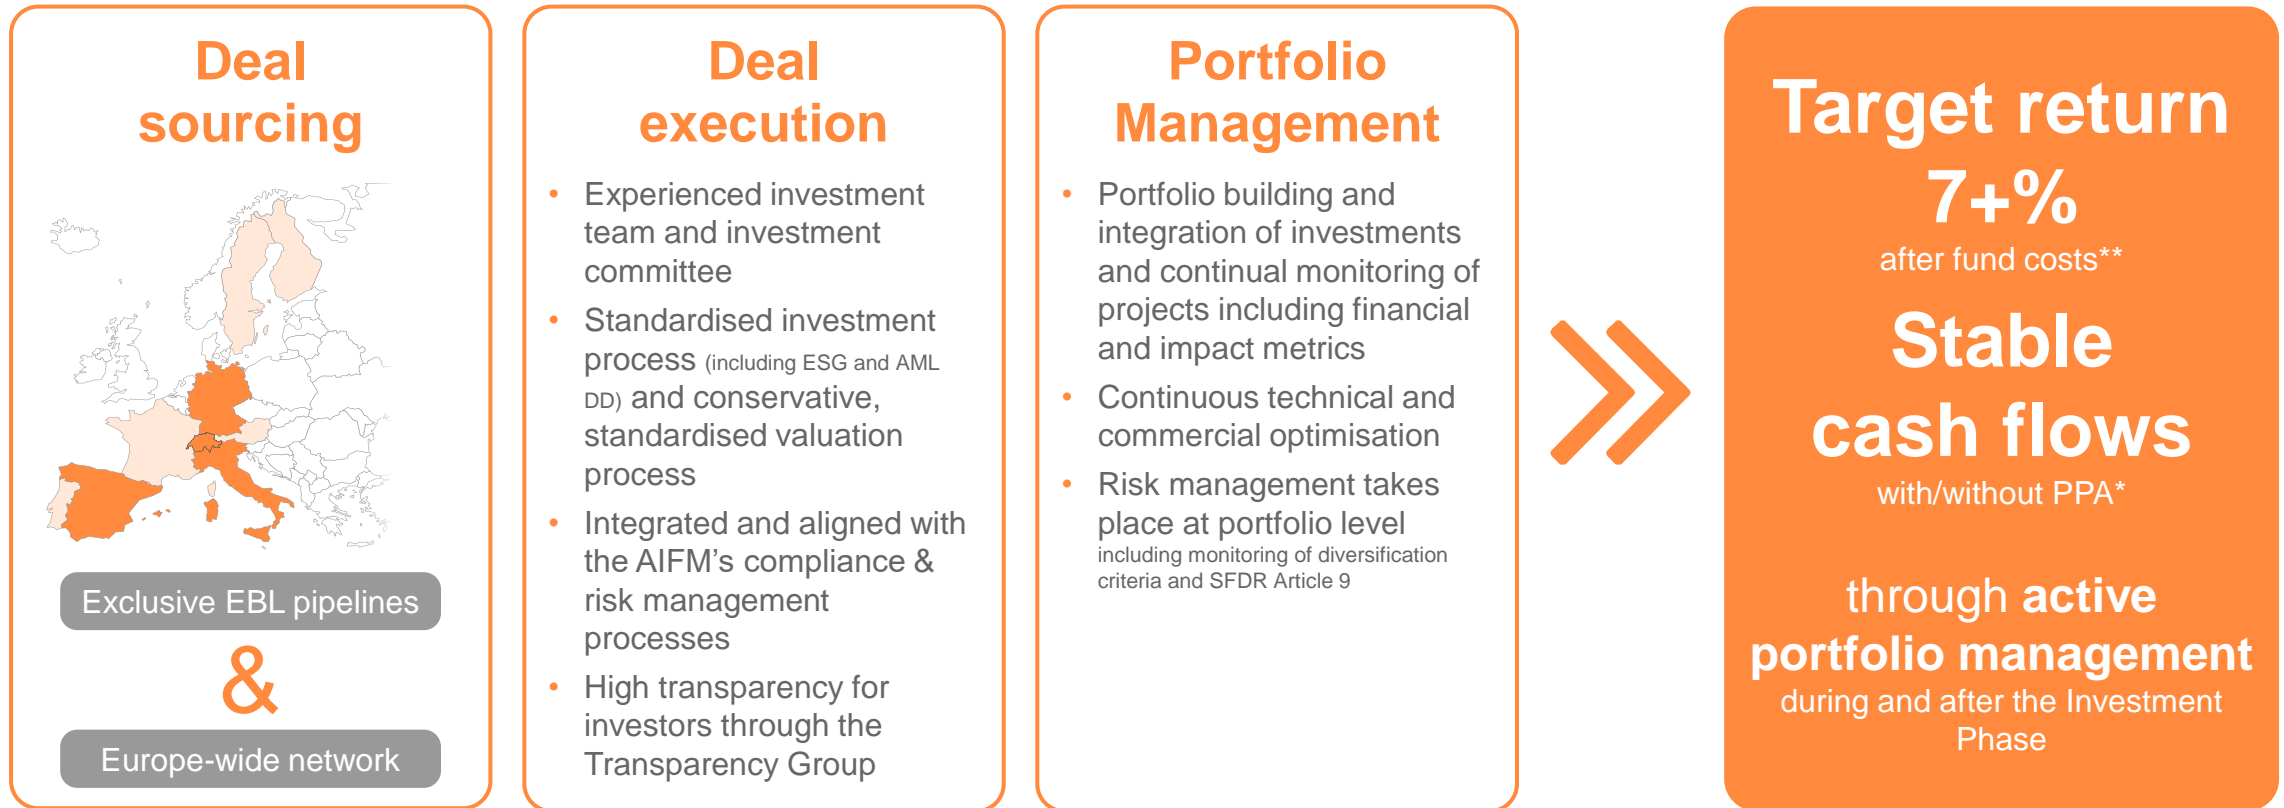 Deal
sourcing
Exclusive EBL pipelines
&
Europe-wide network
Deal
execution
• Experienced investment
team and investment
committee
• Standardised investment
process (including ESG and AML
DD) and conservative,
standardised valuation
process
• Integrated and aligned with
the AIFM’s compliance &
risk management
processes
• High transparency for
investors through the
Transparency Group
Portfolio
Management
• Portfolio building and
integration of investments
and continual monitoring of
projects including financial
and impact metrics
• Continuous technical and
commercial optimisation
• Risk management takes
place at portfolio level
including monitoring of diversification
criteria and SFDR Article 9
Target return
7+%
after fund costs**
Stable
cash flows
with/without PPA*
through active
portfolio management
during and after the Investment
Phase